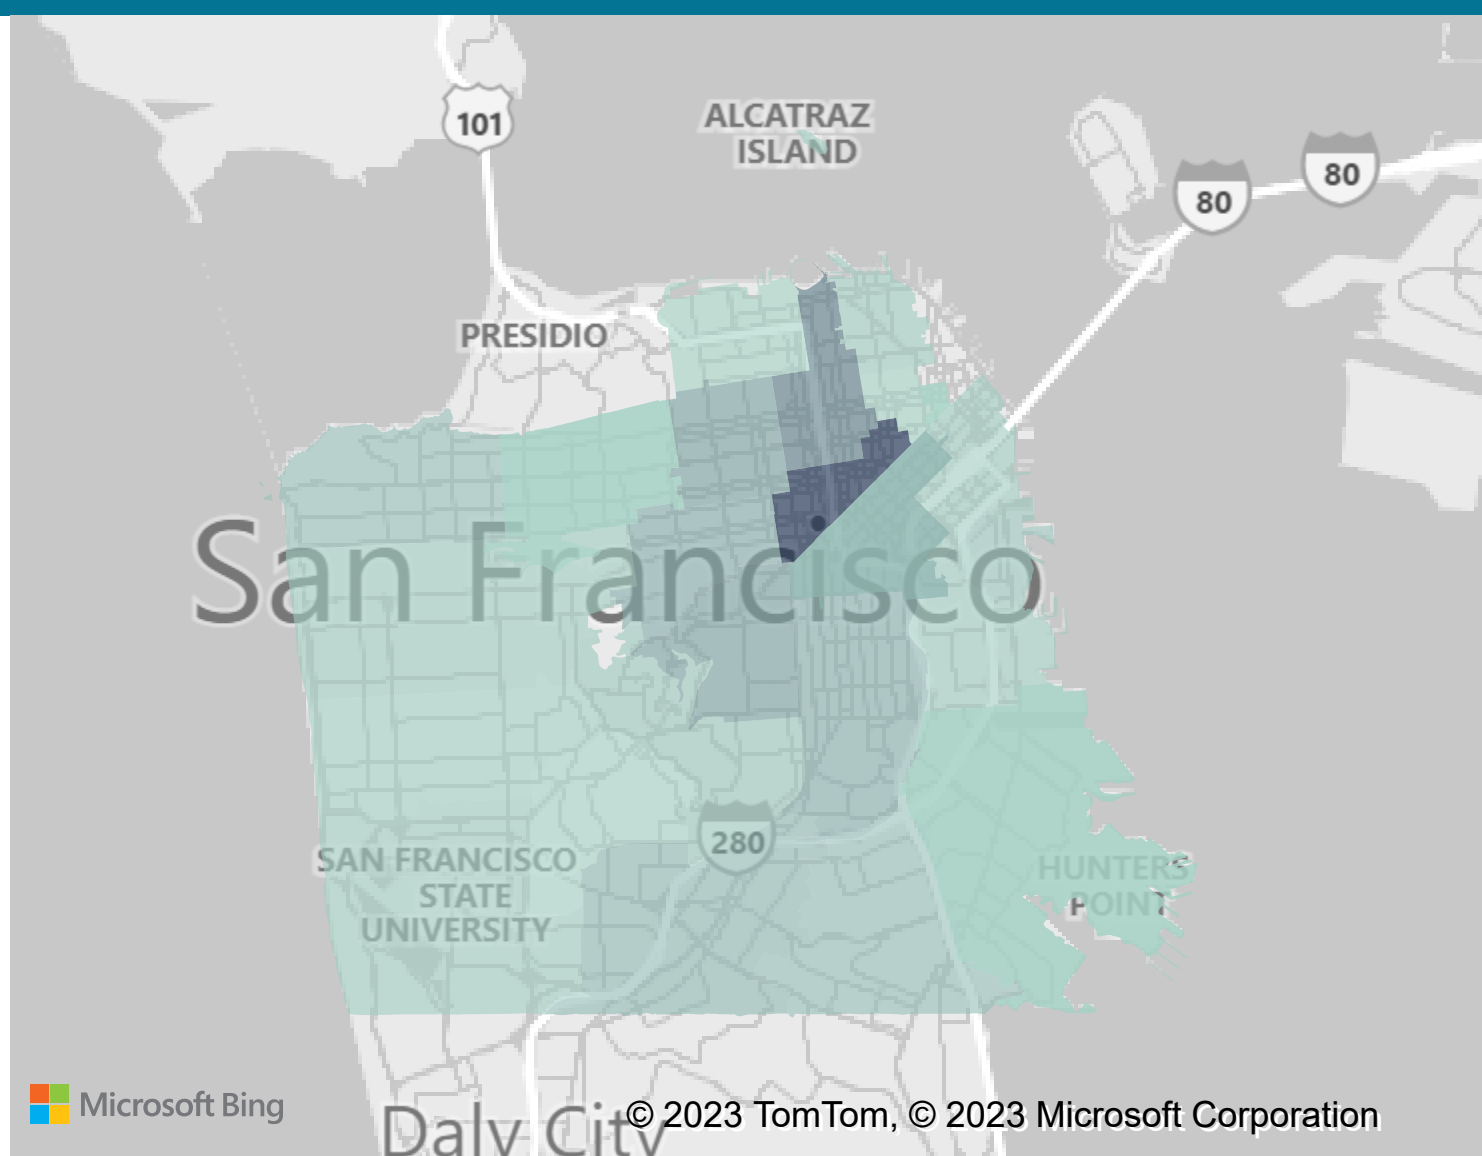 101
ALCATRAZ
ISLAND
80
80
PRESIDIO
San Francisco
280
SAN FRANCISCO
STATE
UNIVERSITY
HUNTERS
POINT
Microsoft Bing
Daly City
© 2023 TomTom, © 2023 Microsoft Corporation